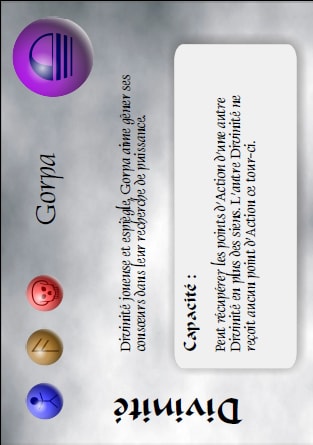 Gorpa
Divinité joueuse et espiègle, Gorpa aime gêner ses
consœurs dans leur recherche de puissance.
Capacité :
Peut récupérer les points d'Action d'une autre
Divinité en plus des siens. L'autre Divinité ne
reçoit aucun point d'Action ce tour-ci.
Divinité